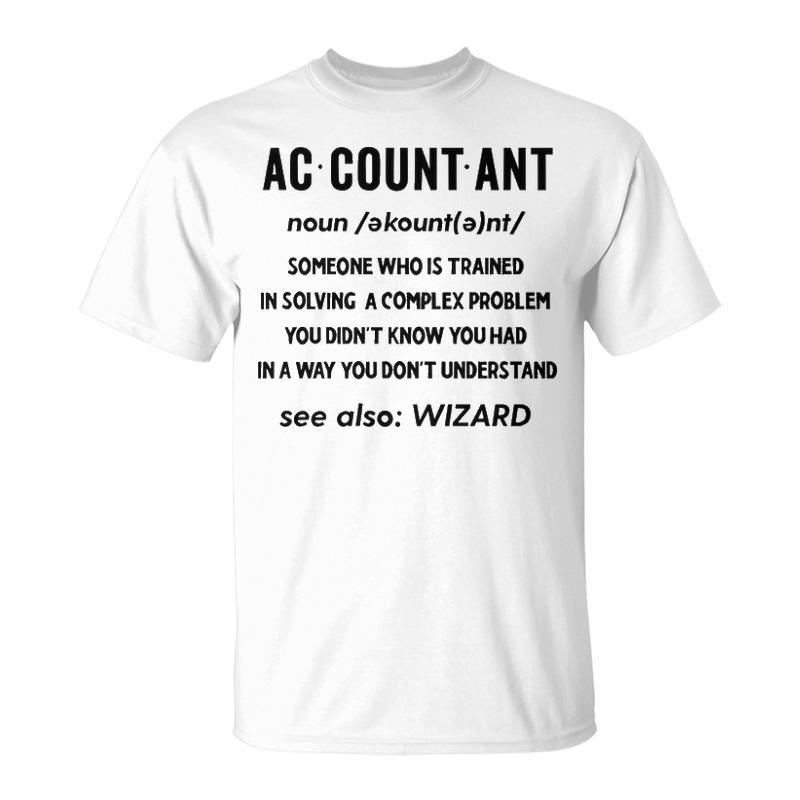 AC·COUNT·ANT
noun /əkount(ə)nt/
SOMEONE WHO IS TRAINED
IN SOLVING A COMPLEX PROBLEM
YOU DIDN'T KNOW YOU HAD
IN A WAY YOU DON'T UNDERSTAND
see also: WIZARD